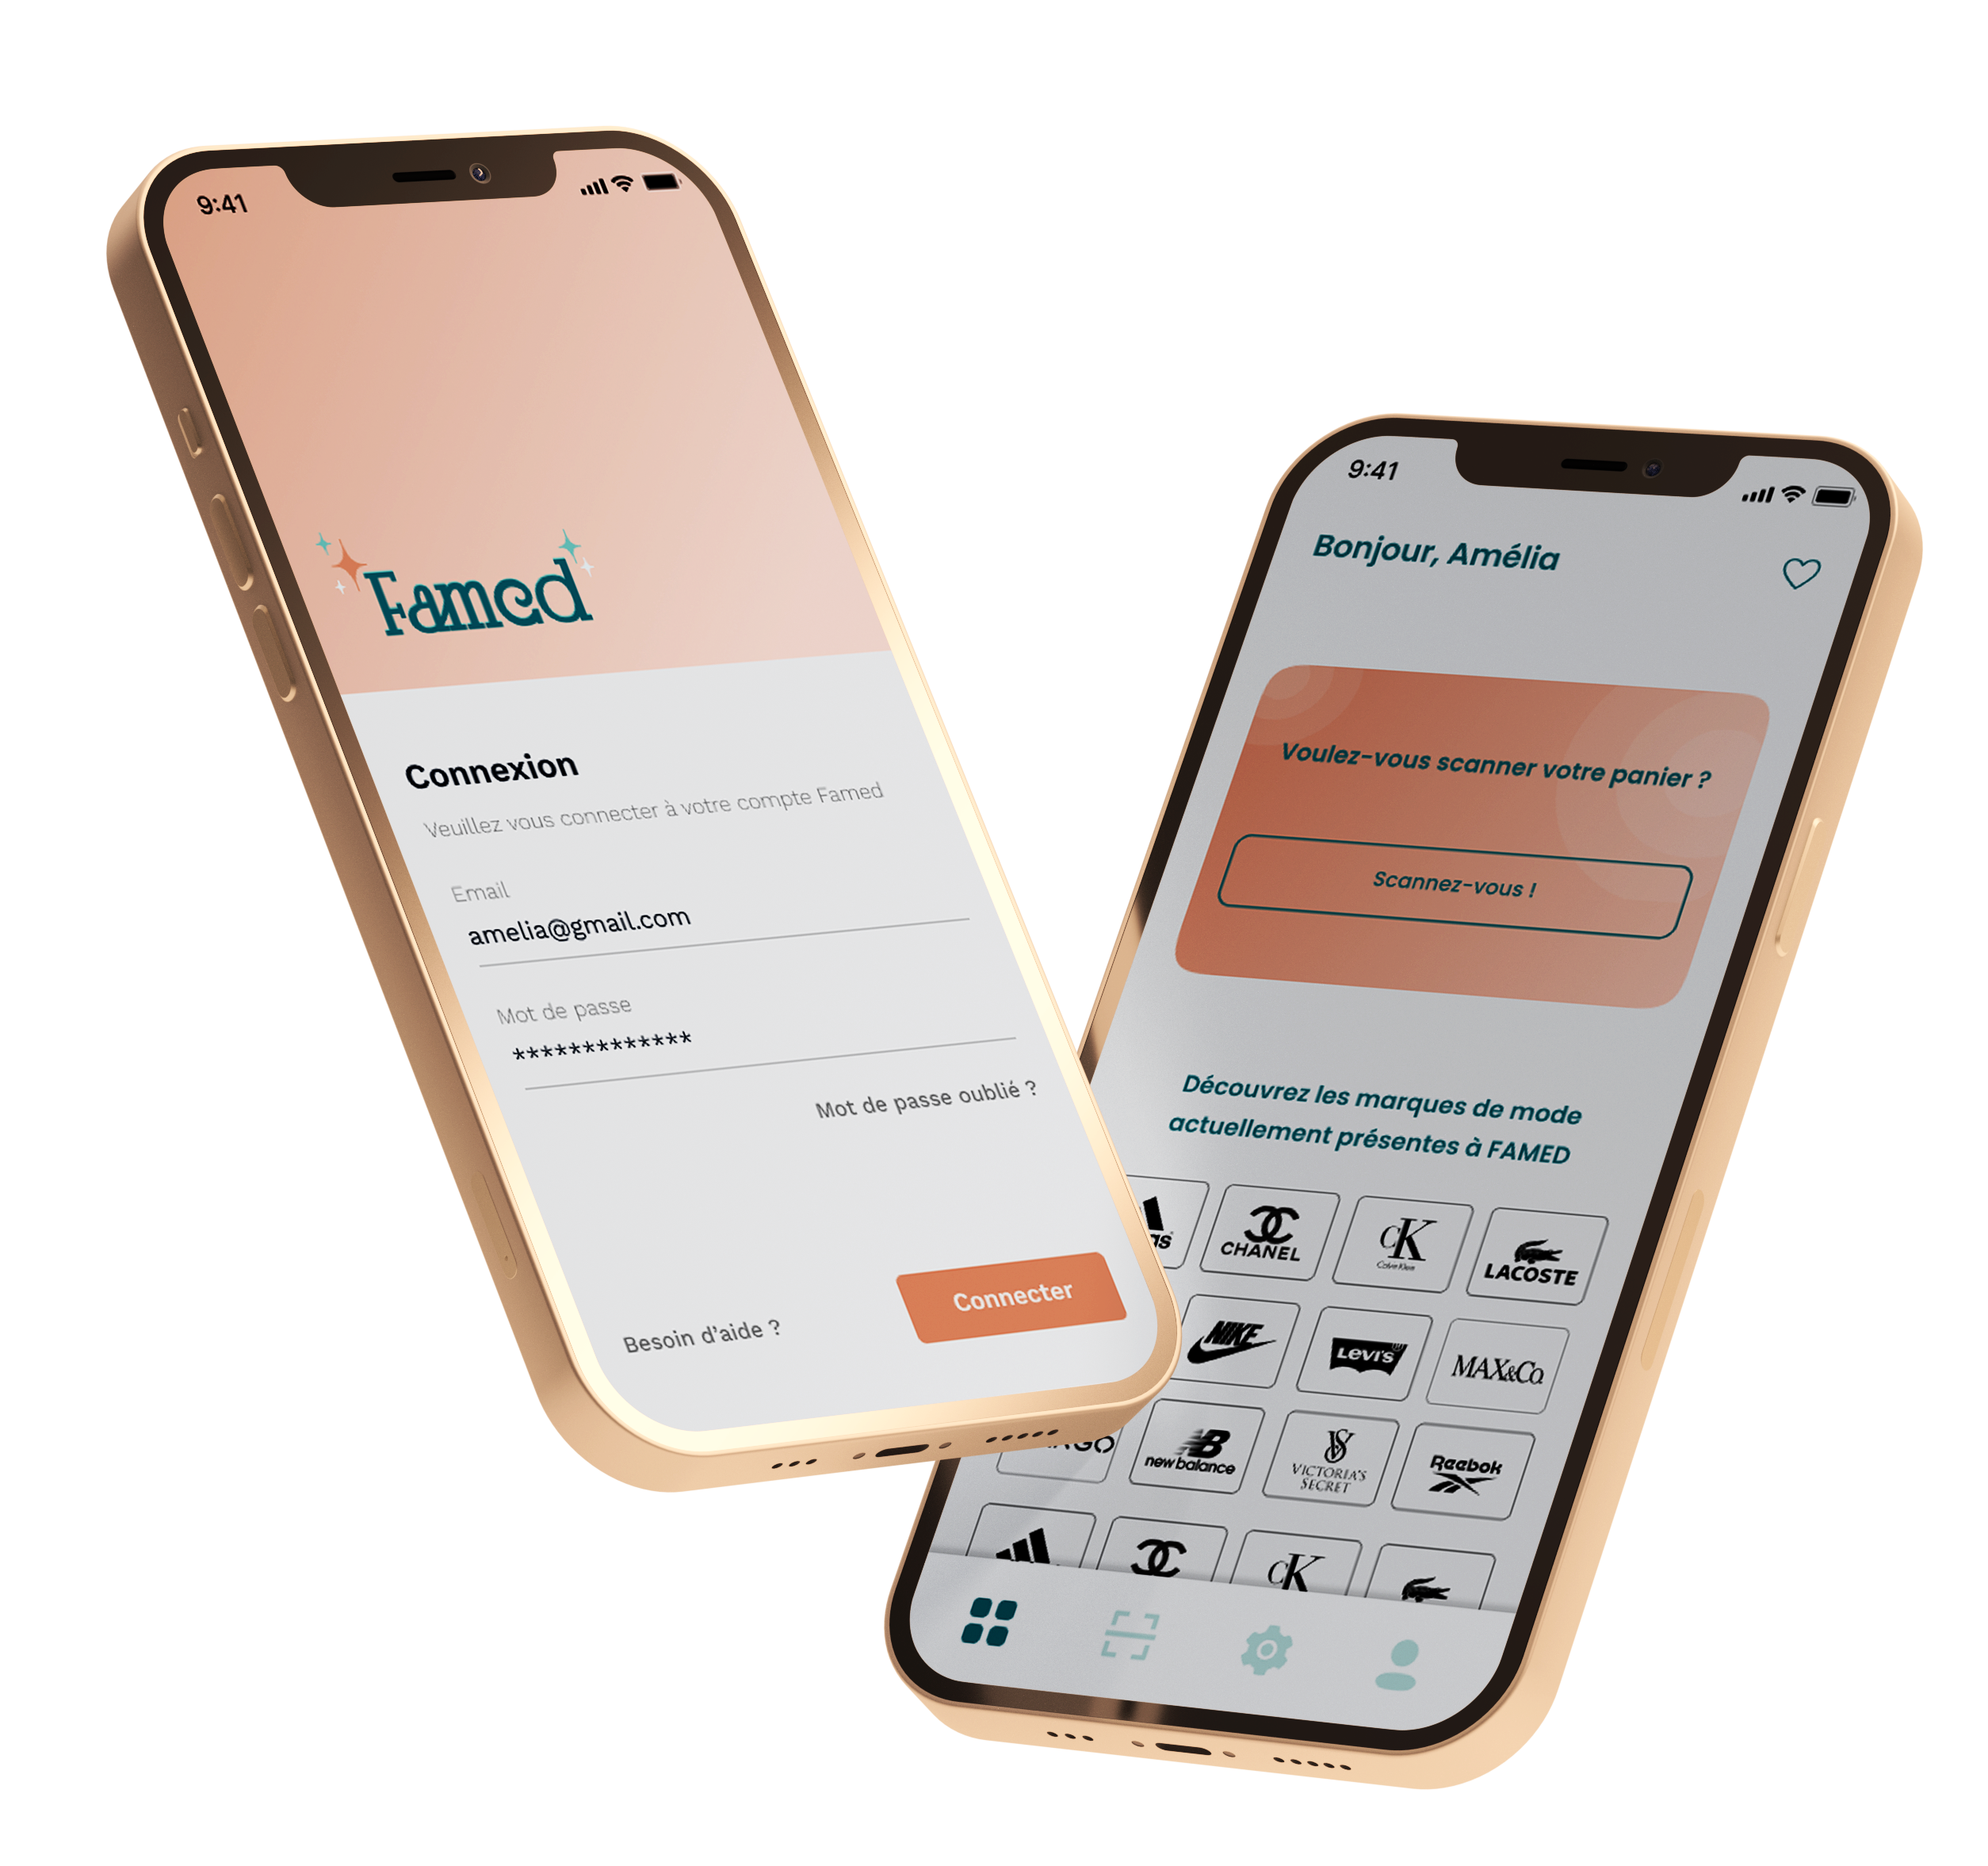 9:41
Famed
Connexion
Veuillez vous connecter à votre compte Famed
Email
amelia@gmail.com
Mot de passe
*************
Mot de passe oublié ?
Besoin d'aide ?
Connecter
9:41
Bonjour, Amélia
Voulez-vous scanner votre panier ?
Scannez-vous !
Découvrez les marques de mode
actuellement présentes à FAMED
CHANEL
CK
Calvin Klein
LACOSTE
NIKE
LEVI'S
MAX&Co.
new balance
VS
VICTORIA'S
SECRET
Reebok
CK